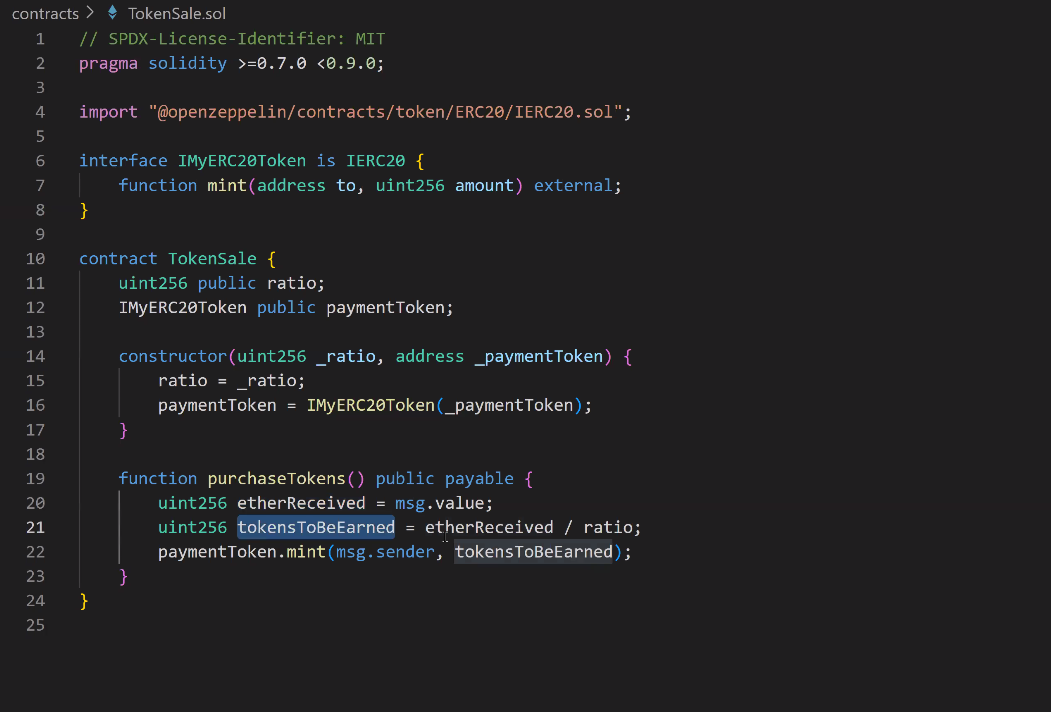 contracts > TokenSale.sol
1 // SPDX-License-Identifier: MIT
2 pragma solidity >=0.7.0 <0.9.0;
3
4 import "@openzeppelin/contracts/token/ERC20/IERC20.sol";
5
6 interface IMyERC20Token is IERC20 {
7     function mint(address to, uint256 amount) external;
8 }
9
10 contract TokenSale {
11     uint256 public ratio;
12     IMyERC20Token public paymentToken;
13
14     constructor(uint256 _ratio, address _paymentToken) {
15         ratio = _ratio;
16         paymentToken = IMyERC20Token(_paymentToken);
17     }
18
19     function purchaseTokens() public payable {
20         uint256 etherReceived = msg.value;
21         uint256 tokensToBeEarned = etherReceived / ratio;
22         paymentToken.mint(msg.sender, tokensToBeEarned);
23     }
24 }
25